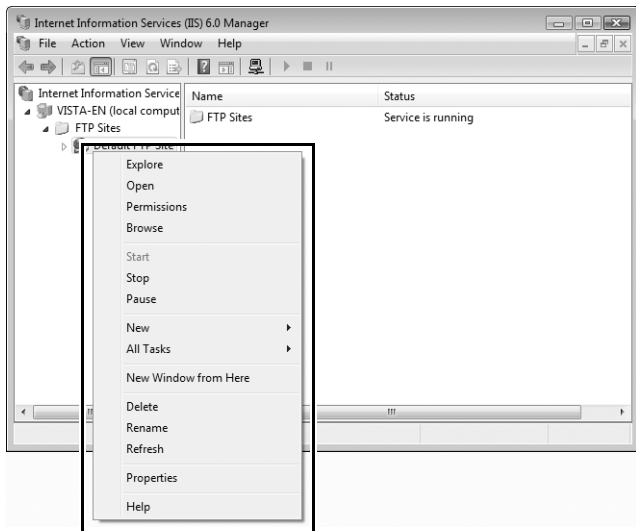 Internet Information Services (IIS) 6.0 Manager
File Action View Window Help
Internet Information Service
Name Status
VISTA-EN (local comput
FTP Sites Service is running
FTP Sites
Default FTP Site
Explore
Open
Permissions
Browse
Start
Stop
Pause
New
All Tasks
New Window from Here
Delete
Rename
Refresh
Properties
Help